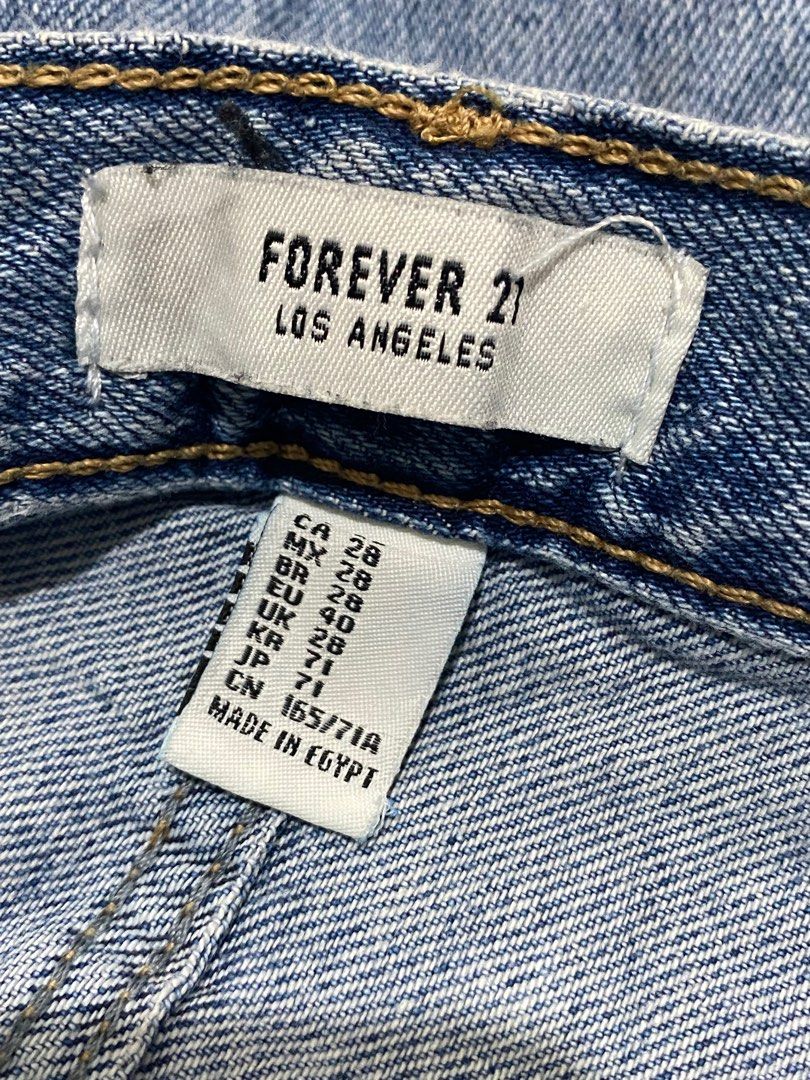 FOREVER 21
LOS ANGELES
CA 28
MX 28
BR 28
EU 40
UK 28
KR 71
JP 71
CN 165/71A
MADE IN EGYPT